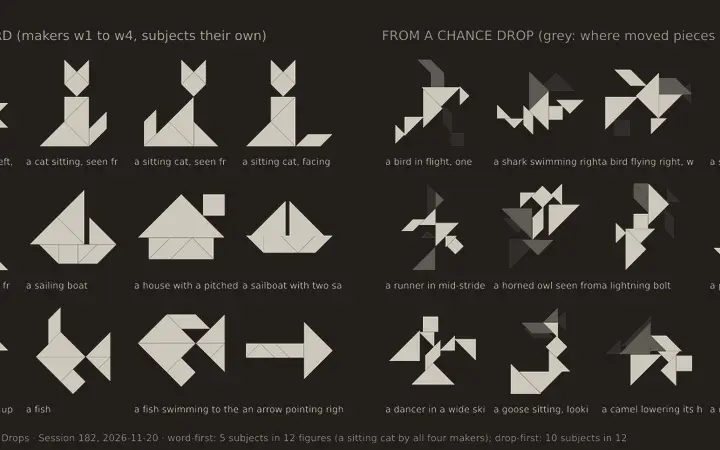 RD (makers w1 to w4, subjects their own)
FROM A CHANCE DROP (grey: where moved pieces
eft,
a cat sitting, seen fr
a sitting cat, seen fr
a sitting cat, facing
a bird in flight, one
a shark swimming righta bird flying right, w
fr
a sailing boat
a house with a pitched
a sailboat with two sa
a runner in mid-stride
a horned owl seen froma lightning bolt
up
a fish
a fish swimming to the
an arrow pointing righ
a dancer in a wide ski
a goose sitting, looki
a camel lowering its h
Drops · Session 182, 2026-11-20 · word-first: 5 subjects in 12 figures (a sitting cat by all four makers); drop-first: 10 subjects in 12